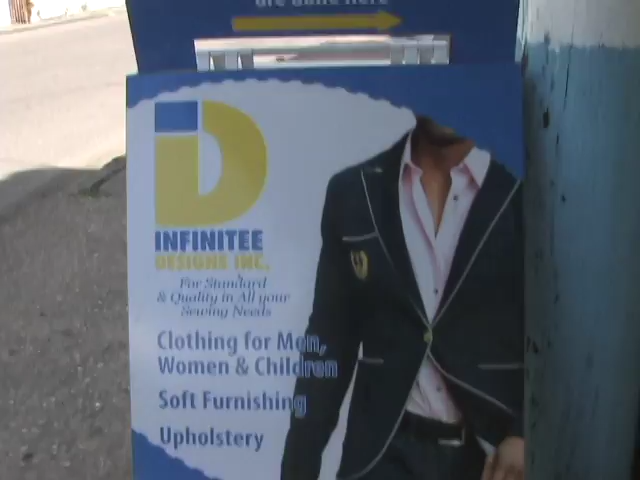 are done here
iD
INFINITEE
DESIGNS INC.
For Standard
& Quality in All your
Sewing Needs
Clothing for Men,
Women & Children
Soft Furnishing
Upholstery